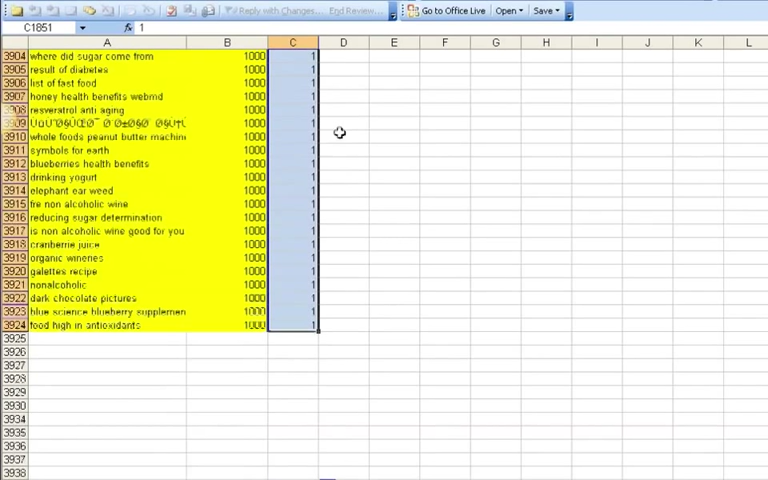 Reply with Changes... End Review... Go to Office Live Open Save
C1851 fx 1
A B C D E F G H I J K L
3904 where did sugar come from 1000 1
3905 result of diabetes 1000 1
3906 list of fast food 1000 1
3907 honey health benefits webmd 1000 1
3908 resveratrol anti aging 1000 1
3909 1000 1
3910 whole foods peanut butter machin 1000 1
3911 symbols for earth 1000 1
3912 blueberries health benefits 1000 1
3913 drinking yogurt 1000 1
3914 elephant ear weed 1000 1
3915 fre non alcoholic wine 1000 1
3916 reducing sugar determination 1000 1
3917 is non alcoholic wine good for you 1000 1
3918 cranberrie juice 1000 1
3919 organic wineries 1000 1
3920 galettes recipe 1000 1
3921 nonalcoholic 1000 1
3922 dark chocolate pictures 1000 1
3923 blue science blueberry supplemen 1000 1
3924 food high in antioxidants 1000 1
3925
3926
3927
3928
3929
3930
3931
3932
3933
3934
3935
3936
3937
3938